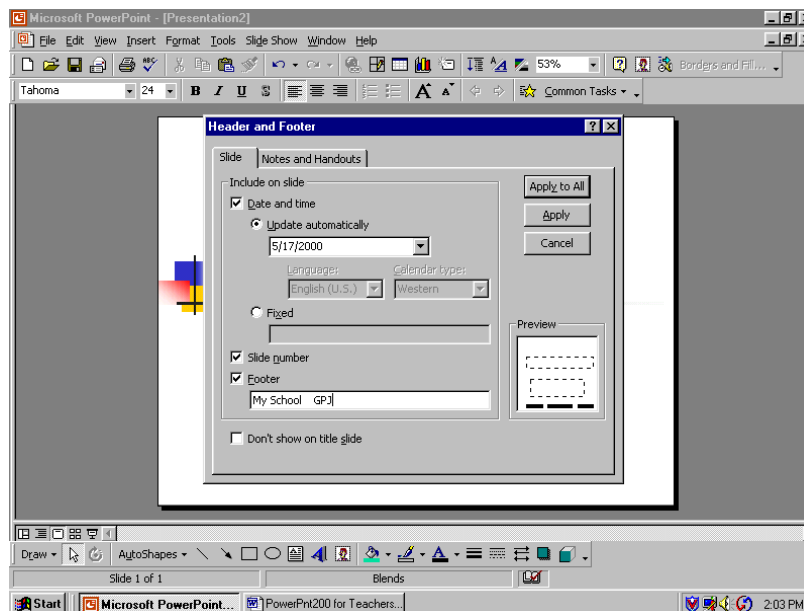 Microsoft PowerPoint - [Presentation2]
File Edit View Insert Format Tools Slide Show Window Help
ABC 53% Borders and Fill...
Tahoma 24 B I U S A A Common Tasks
Header and Footer
Slide Notes and Handouts
Include on slide
Date and time
Update automatically
5/17/2000
Language: Calendar type:
English (U.S.) Western
Fixed
Slide number
Footer
My School GPJ
Don't show on title slide
Apply to All
Apply
Cancel
Preview
Draw AutoShapes A A
Slide 1 of 1 Blends
Start Microsoft PowerPoint... PowerPnt200 for Teachers... 2:03 PM